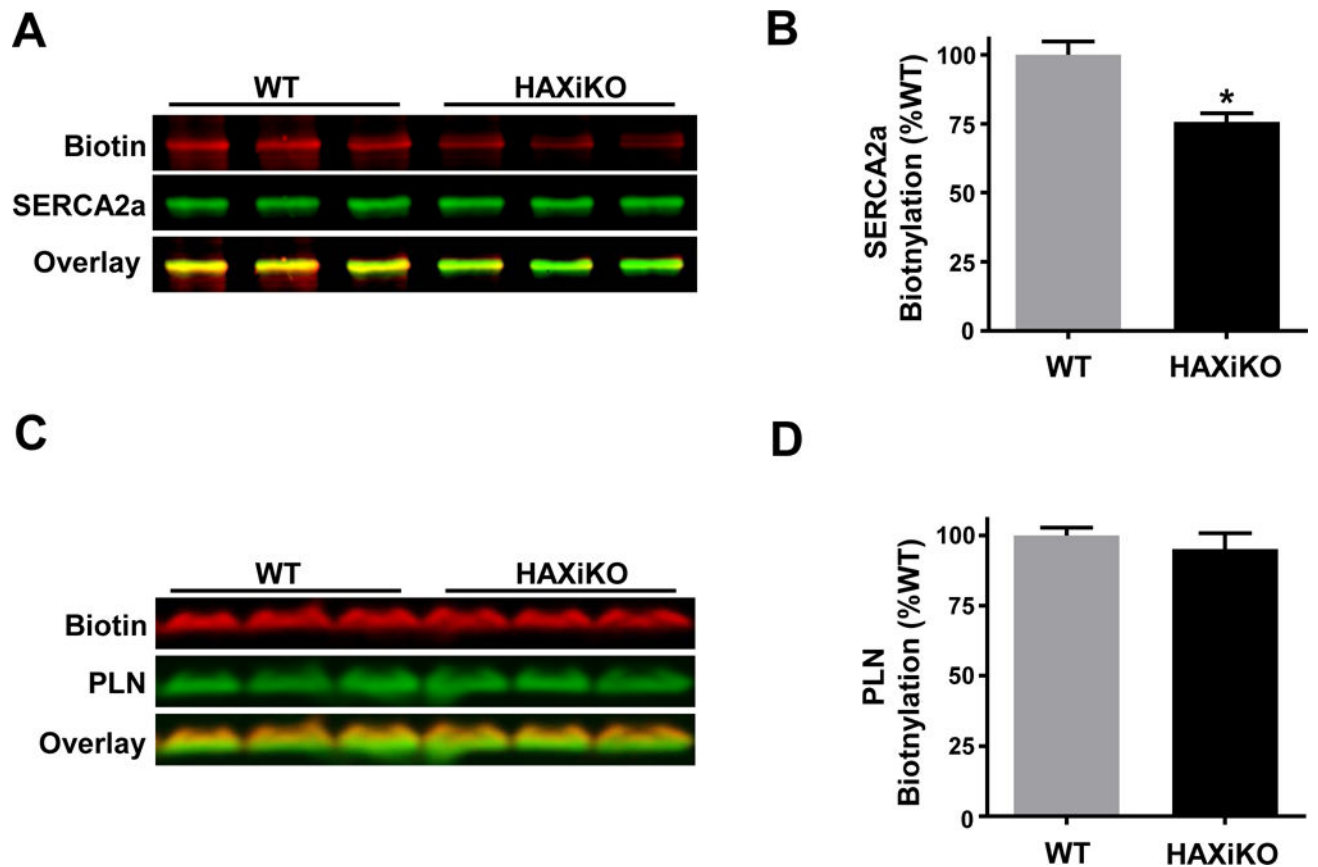 A
WT HAXiKO
Biotin
SERCA2a
Overlay
B
SERCA2a
Biotnylation (%WT)
100
75
50
25
0
*
WT HAXiKO
C
WT HAXiKO
Biotin
PLN
Overlay
D
PLN
Biotnylation (%WT)
100
75
50
25
0
WT HAXiKO